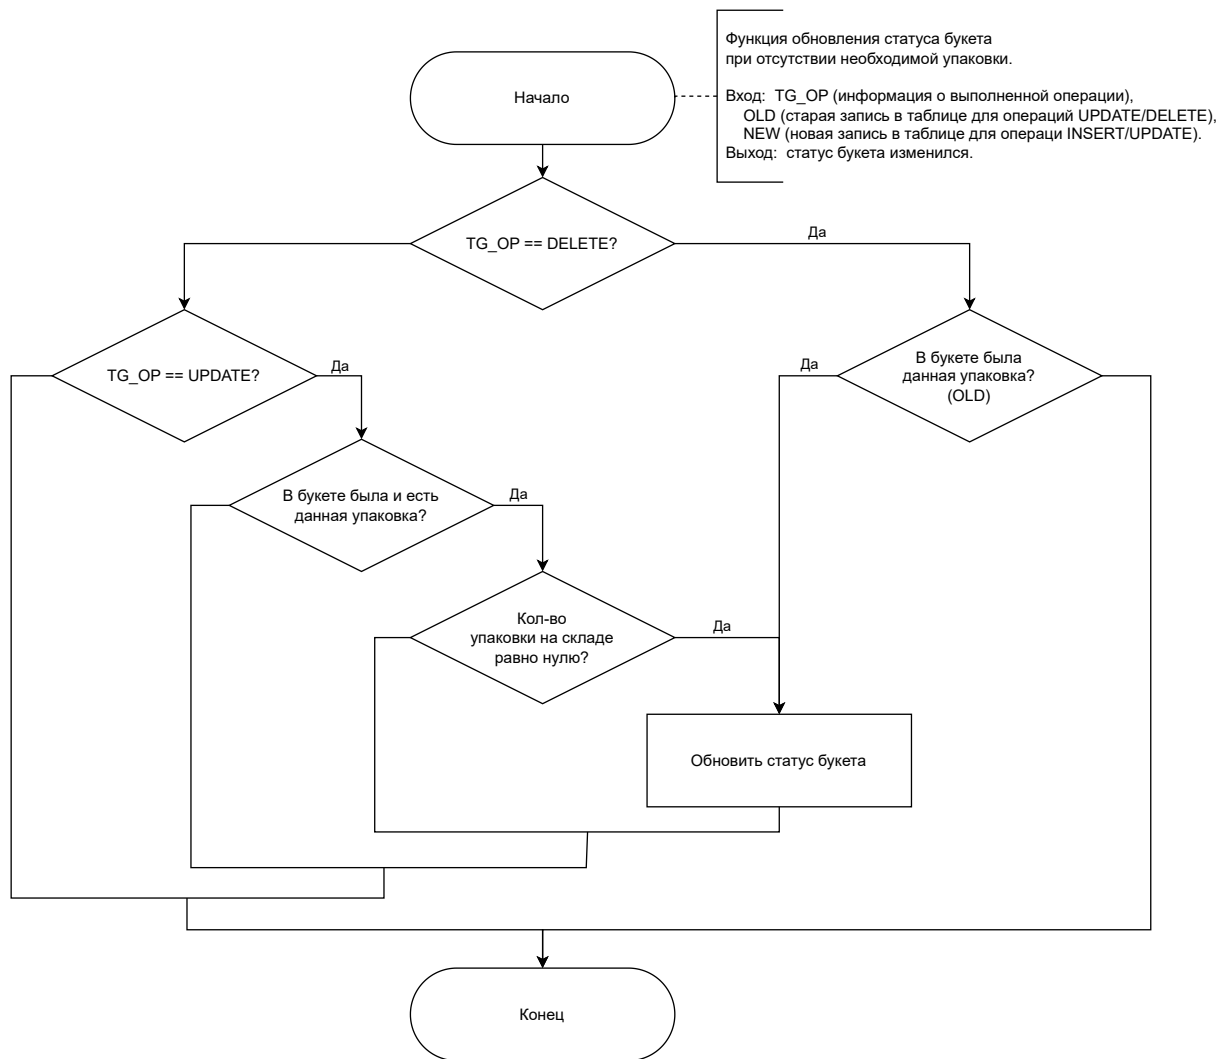 Функция обновления статуса букета
при отсутствии необходимой упаковки.
Вход: TG_OP (информация о выполненной операции),
OLD (старая запись в таблице для операций UPDATE/DELETE),
NEW (новая запись в таблице для операци INSERT/UPDATE).
Выход: статус букета изменился.
Начало
TG_OP == DELETE?
Да
TG_OP == UPDATE?
Да
Да
В букете была
данная упаковка?
(OLD)
В букете была и есть
данная упаковка?
Да
Кол-во
упаковки на складе
равно нулю?
Да
Обновить статус букета
Конец